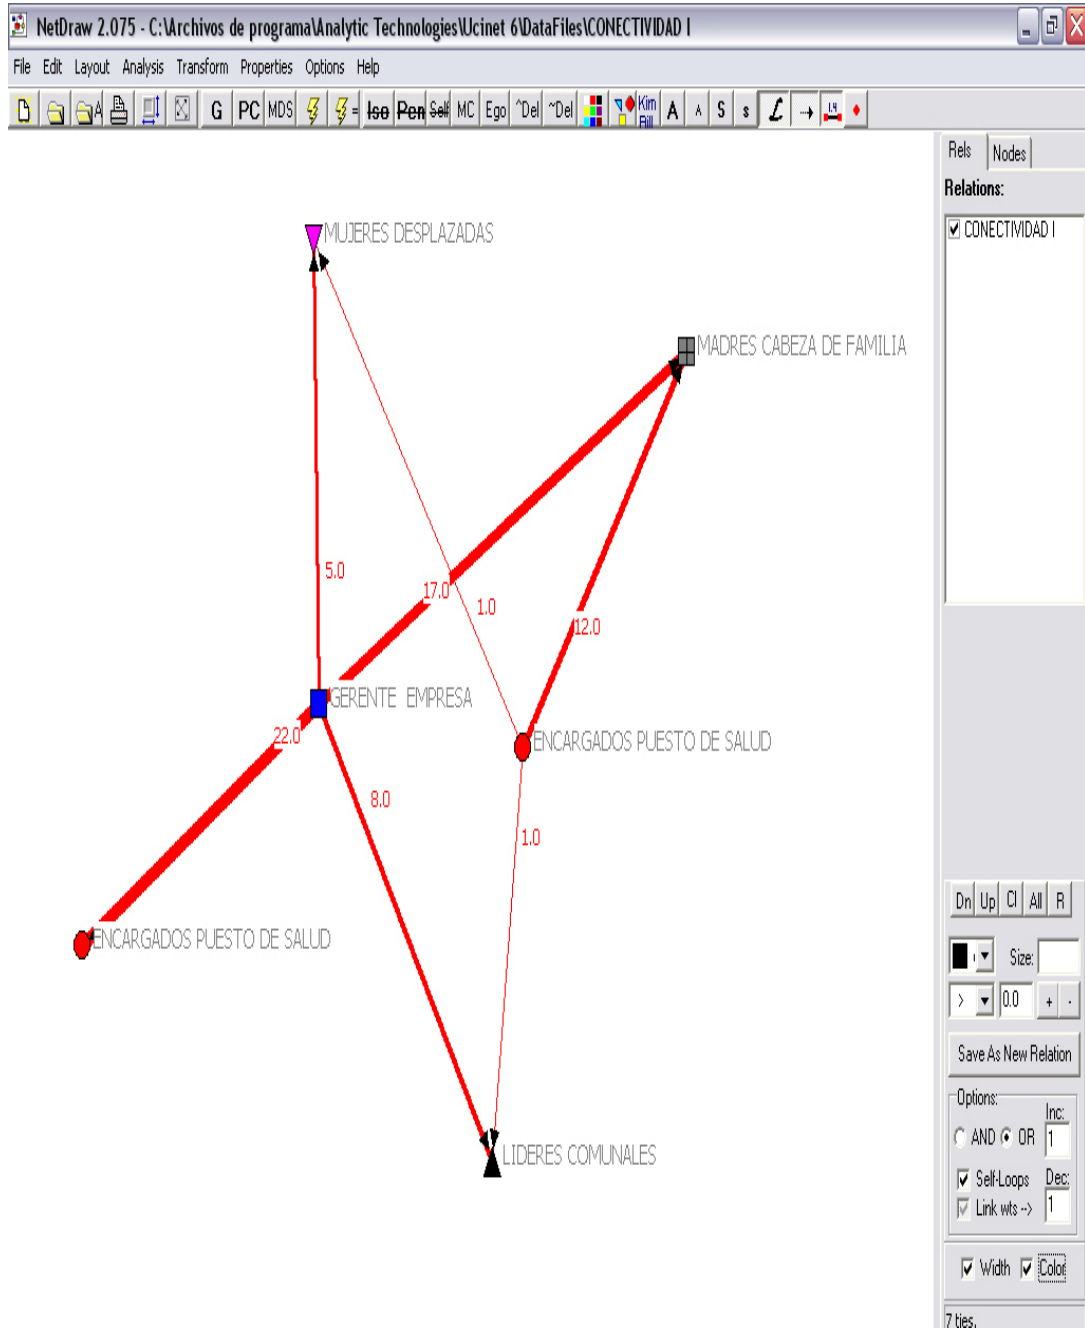 NetDraw 2.075 - C:\Archivos de programa\Analytic Technologies\Ucinet 6\DataFiles\CONECTIVIDAD I
File Edit Layout Analysis Transform Properties Options Help
A G PC MDS = Iso Pen Self MC Ego ^Del ~Del Kim Rill A A S s L 1.4
Rels Nodes
Relations:
CONECTIVIDAD I
MUJERES DESPLAZADAS
MADRES CABEZA DE FAMILIA
5.0
17.0
1.0
12.0
GERENTE EMPRESA
22.0
ENCARGADOS PUESTO DE SALUD
8.0
1.0
ENCARGADOS PUESTO DE SALUD
LIDERES COMUNALES
Dn Up Cl All R
Size:
> 0.0 + -
Save As New Relation
Options:
Inc:
AND OR 1
Self-Loops Dec:
Link wts --> 1
Width Color
7 ties.